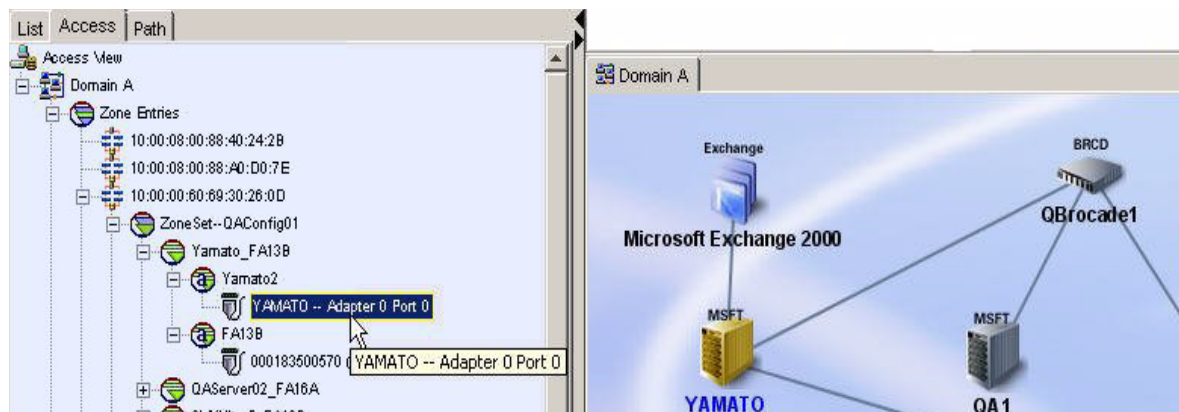 List Access Path
Access View
Domain A
Zone Entries
10:00:08:00:88:40:24:2B
10:00:08:00:88:A0:D0:7E
10:00:00:60:69:30:26:0D
ZoneSet--QAConfig01
Yamato_FA13B
Yamato2
YAMATO -- Adapter 0 Port 0
FA13B
000183500570
YAMATO -- Adapter 0 Port 0
QAServer02_FA16A
Domain A
Exchange
Microsoft Exchange 2000
BRCD
QBrocade1
MSFT
YAMATO
MSFT
QA1